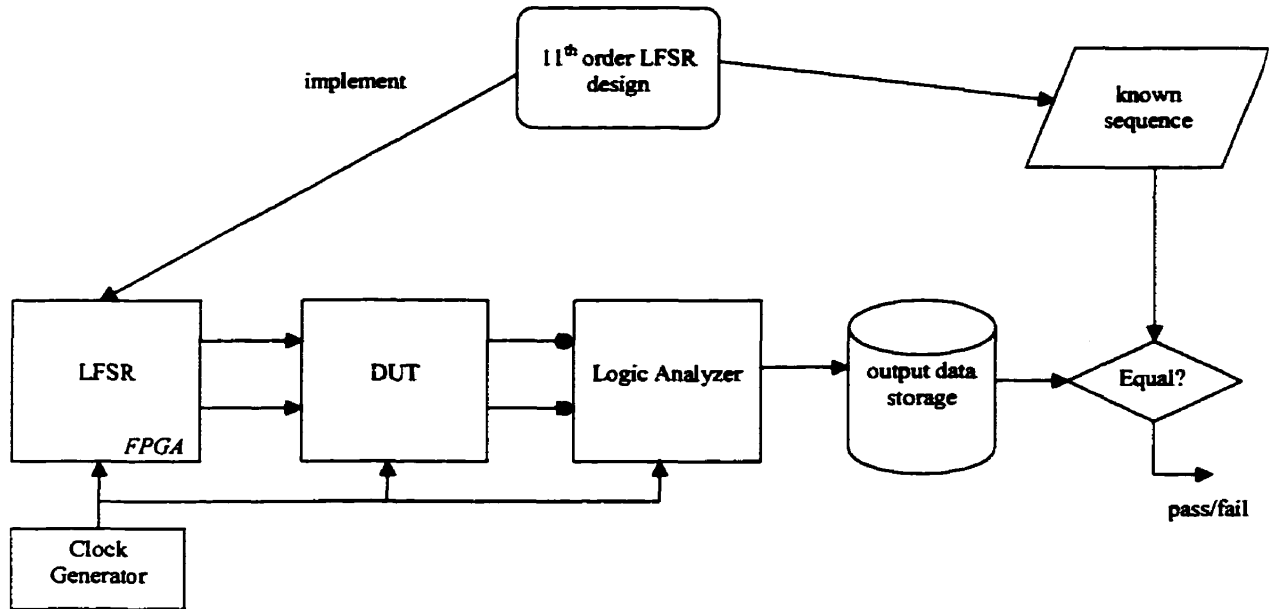 11th order LFSR
design
implement
known
sequence
LFSR
FPGA
DUT
Logic Analyzer
output data
storage
Equal?
pass/fail
Clock
Generator